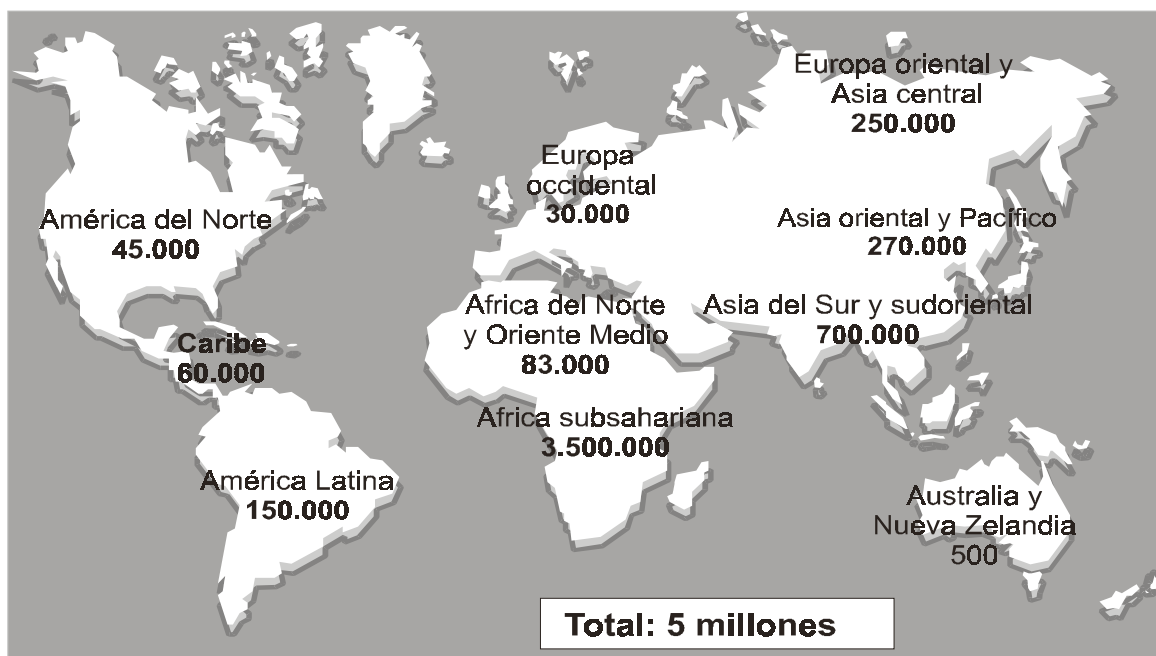 Europa oriental y
Asia central
250.000
Europa
occidental
30.000
América del Norte
45.000
Asia oriental y Pacífico
270.000
Africa del Norte
y Oriente Medio
83.000
Asia del Sur y sudoriental
700.000
Caribe
60.000
Africa subsahariana
3.500.000
América Latina
150.000
Australia y
Nueva Zelandia
500
Total: 5 millones